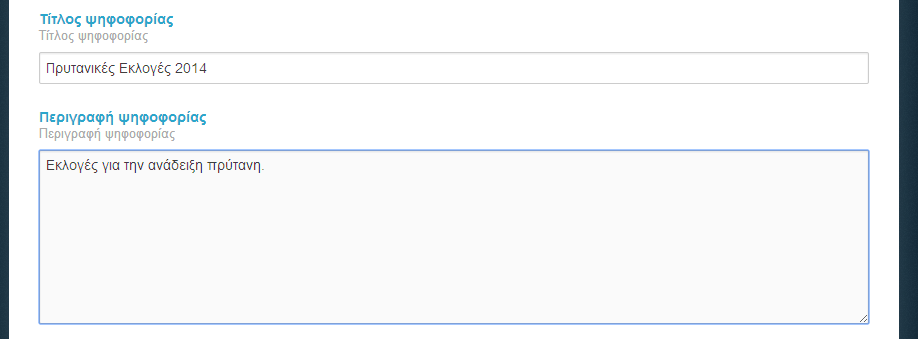 Τίτλος ψηφοφορίας
Τίτλος ψηφοφορίας
Πρυτανικές Εκλογές 2014
Περιγραφή ψηφοφορίας
Περιγραφή ψηφοφορίας
Εκλογές για την ανάδειξη πρύτανη.